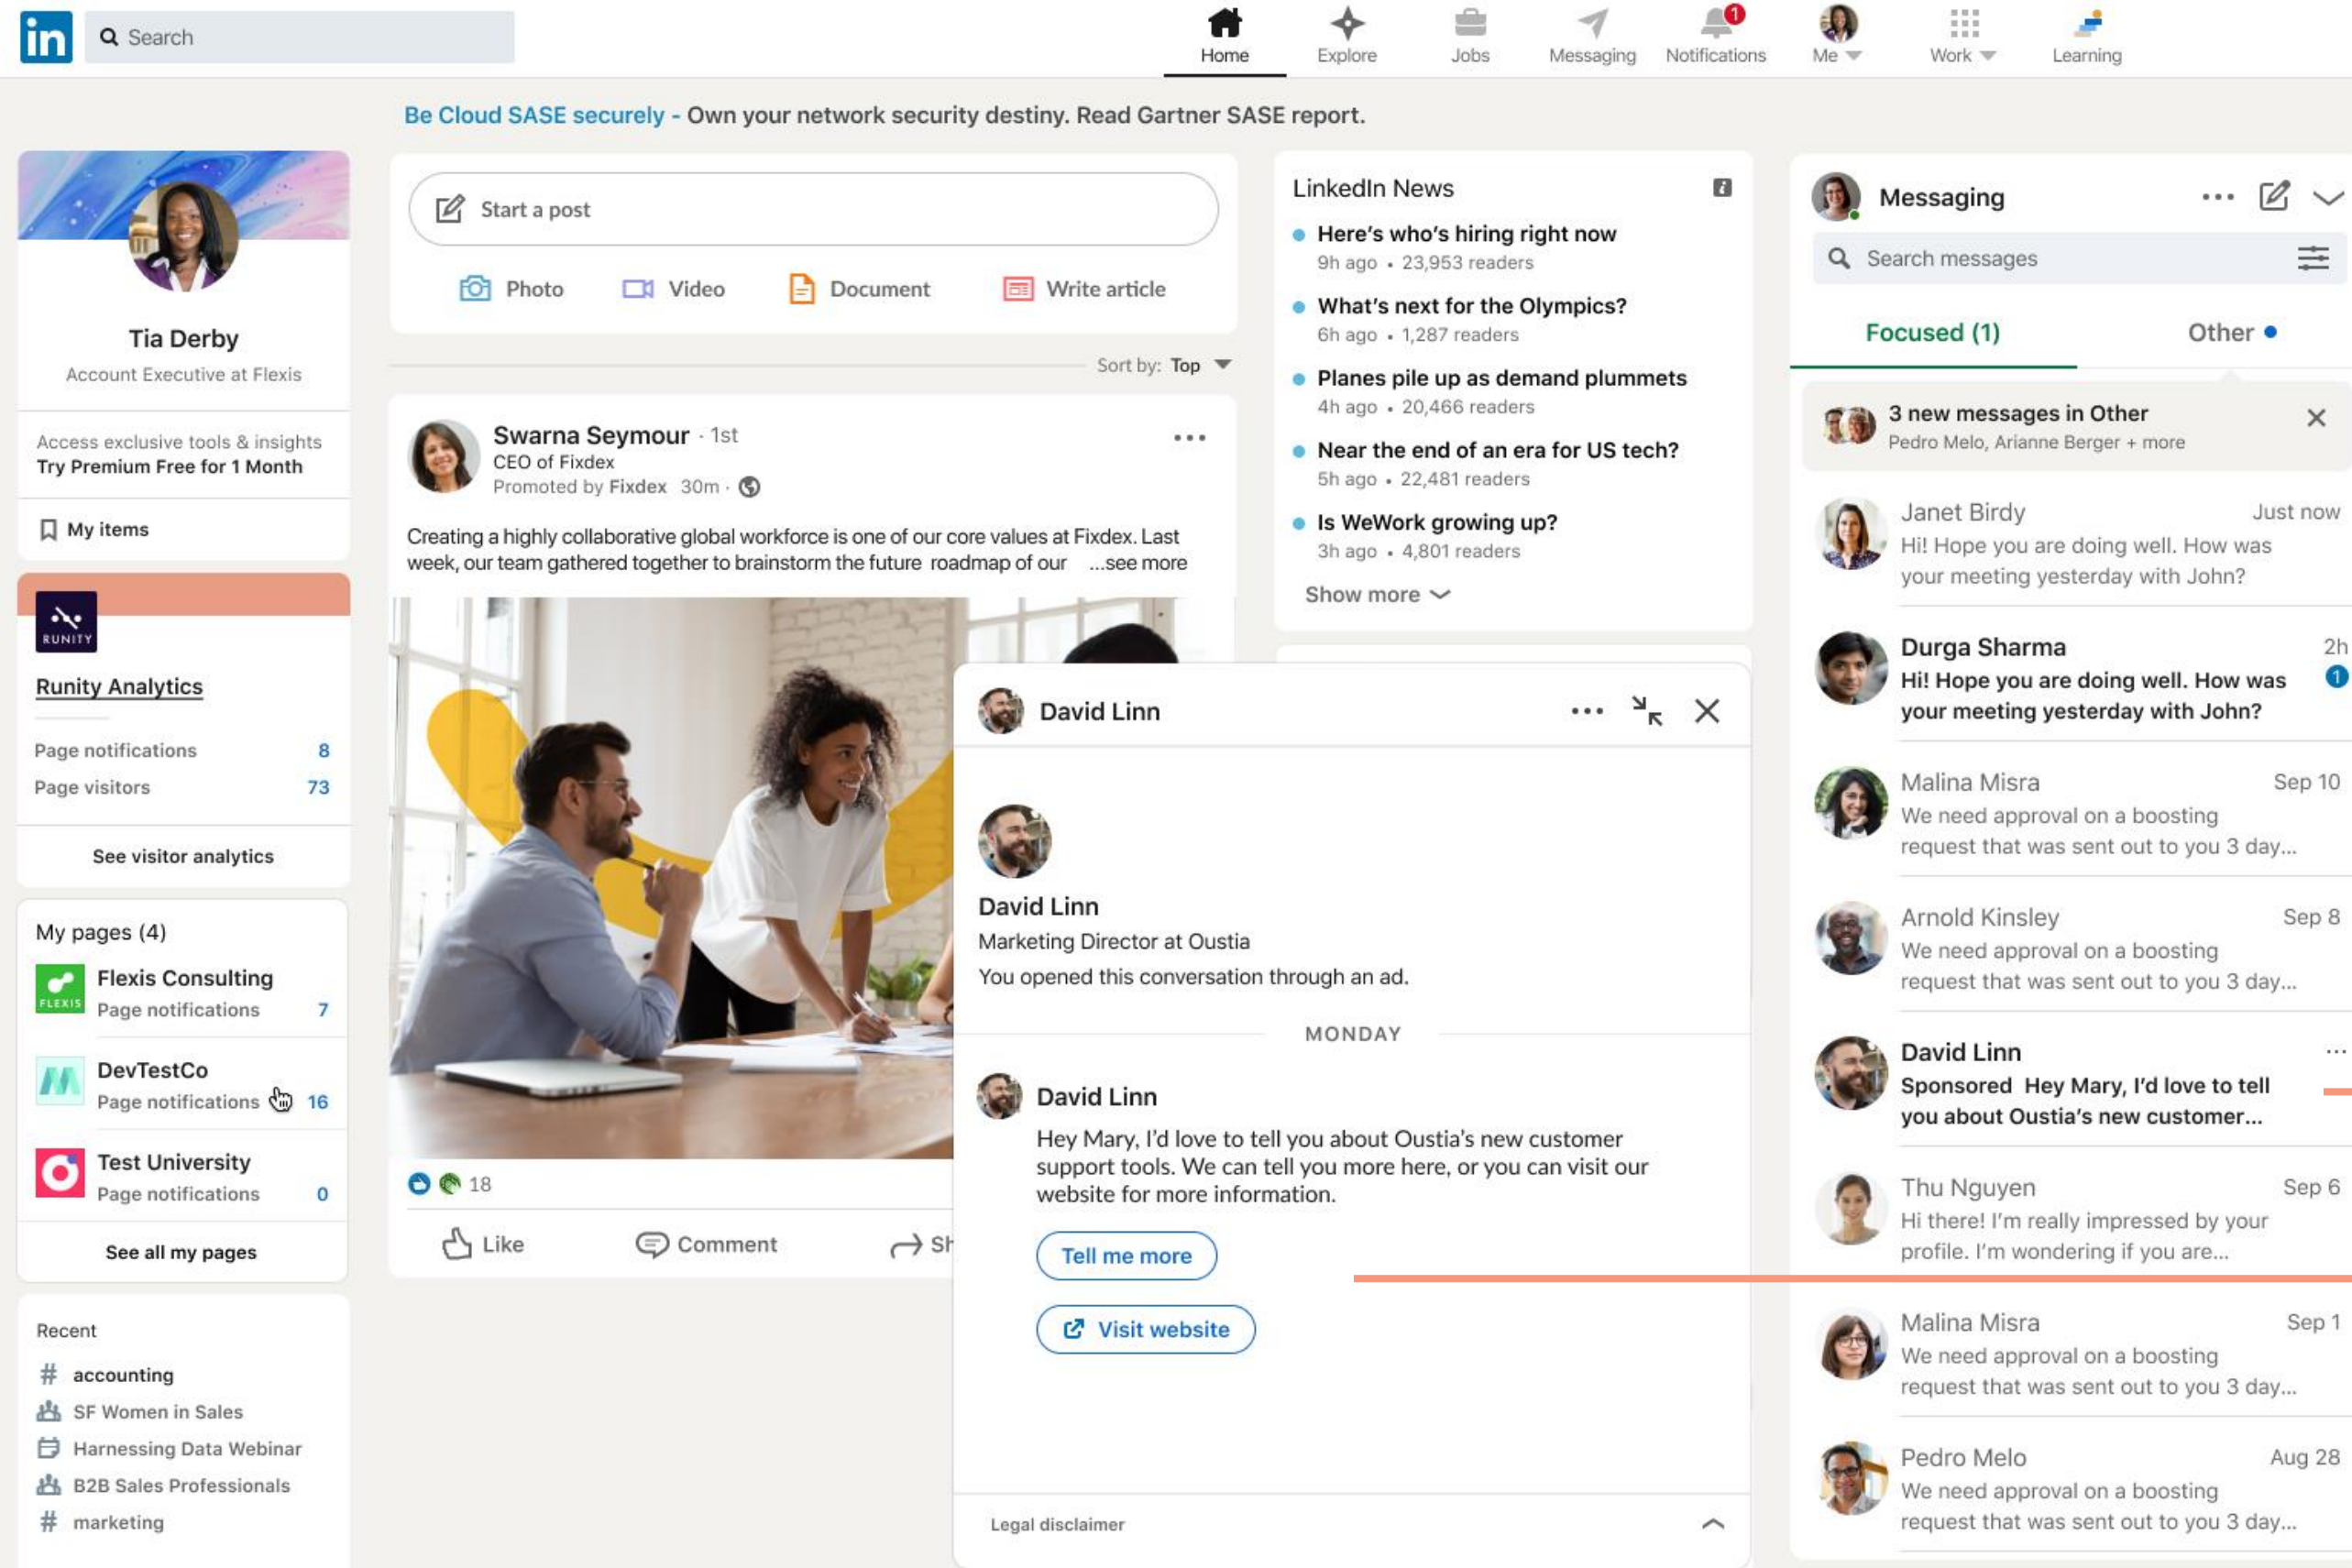 in
Search
Home
Explore
Jobs
Messaging
1
Notifications
Me
Work
Learning
Be Cloud SASE securely - Own your network security destiny. Read Gartner SASE report.
Tia Derby
Account Executive at Flexis
Access exclusive tools & insights
Try Premium Free for 1 Month
My items
RUNITY
Runity Analytics
Page notifications 8
Page visitors 73
See visitor analytics
My pages (4)
FLEXIS
Flexis Consulting
Page notifications 7
DevTestCo
Page notifications 16
Test University
Page notifications 0
See all my pages
Recent
# accounting
SF Women in Sales
Harnessing Data Webinar
B2B Sales Professionals
# marketing
Start a post
Photo
Video
Document
Write article
Sort by: Top
Swarna Seymour · 1st
CEO of Fixdex
Promoted by Fixdex 30m ·
Creating a highly collaborative global workforce is one of our core values at Fixdex. Last
week, our team gathered together to brainstorm the future roadmap of our ...see more
18
Like
Comment
Sh
LinkedIn News
Here's who's hiring right now
9h ago • 23,953 readers
What's next for the Olympics?
6h ago • 1,287 readers
Planes pile up as demand plummets
4h ago • 20,466 readers
Near the end of an era for US tech?
5h ago • 22,481 readers
Is WeWork growing up?
3h ago • 4,801 readers
Show more
David Linn
David Linn
Marketing Director at Oustia
You opened this conversation through an ad.
MONDAY
David Linn
Hey Mary, I'd love to tell you about Oustia's new customer
support tools. We can tell you more here, or you can visit our
website for more information.
Tell me more
Visit website
Legal disclaimer
Messaging
Search messages
Focused (1)
Other
3 new messages in Other
Pedro Melo, Arianne Berger + more
Janet Birdy Just now
Hi! Hope you are doing well. How was
your meeting yesterday with John?
Durga Sharma 2h
Hi! Hope you are doing well. How was 1
your meeting yesterday with John?
Malina Misra Sep 10
We need approval on a boosting
request that was sent out to you 3 day...
Arnold Kinsley Sep 8
We need approval on a boosting
request that was sent out to you 3 day...
David Linn ...
Sponsored Hey Mary, I'd love to tell
you about Oustia's new customer...
Thu Nguyen Sep 6
Hi there! I'm really impressed by your
profile. I'm wondering if you are...
Malina Misra Sep 1
We need approval on a boosting
request that was sent out to you 3 day...
Pedro Melo Aug 28
We need approval on a boosting
request that was sent out to you 3 day...